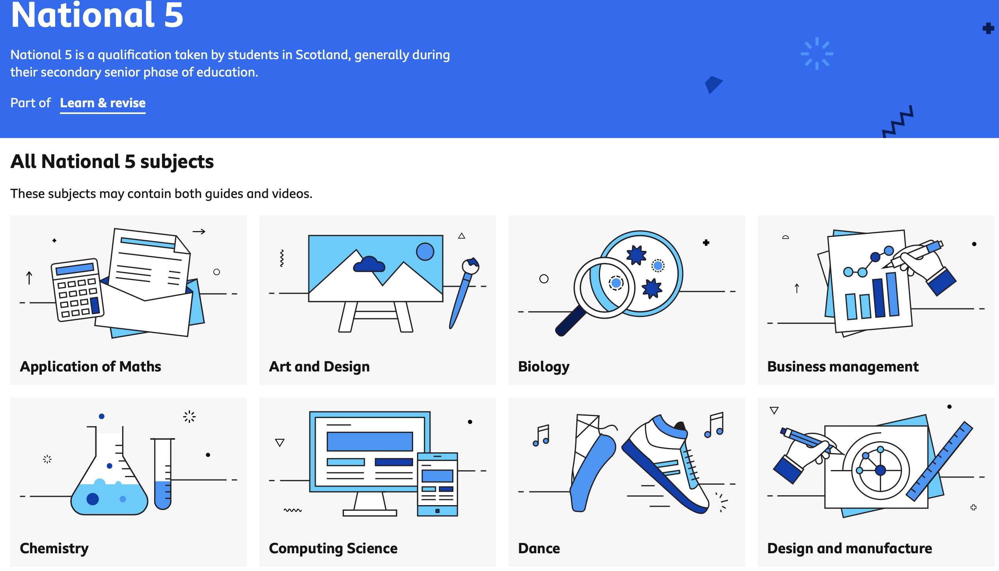 National 5
National 5 is a qualification taken by students in Scotland, generally during
their secondary senior phase of education.
Part of Learn & revise
All National 5 subjects
These subjects may contain both guides and videos.
Application of Maths
Art and Design
Biology
Business management
Chemistry
Computing Science
Dance
Design and manufacture